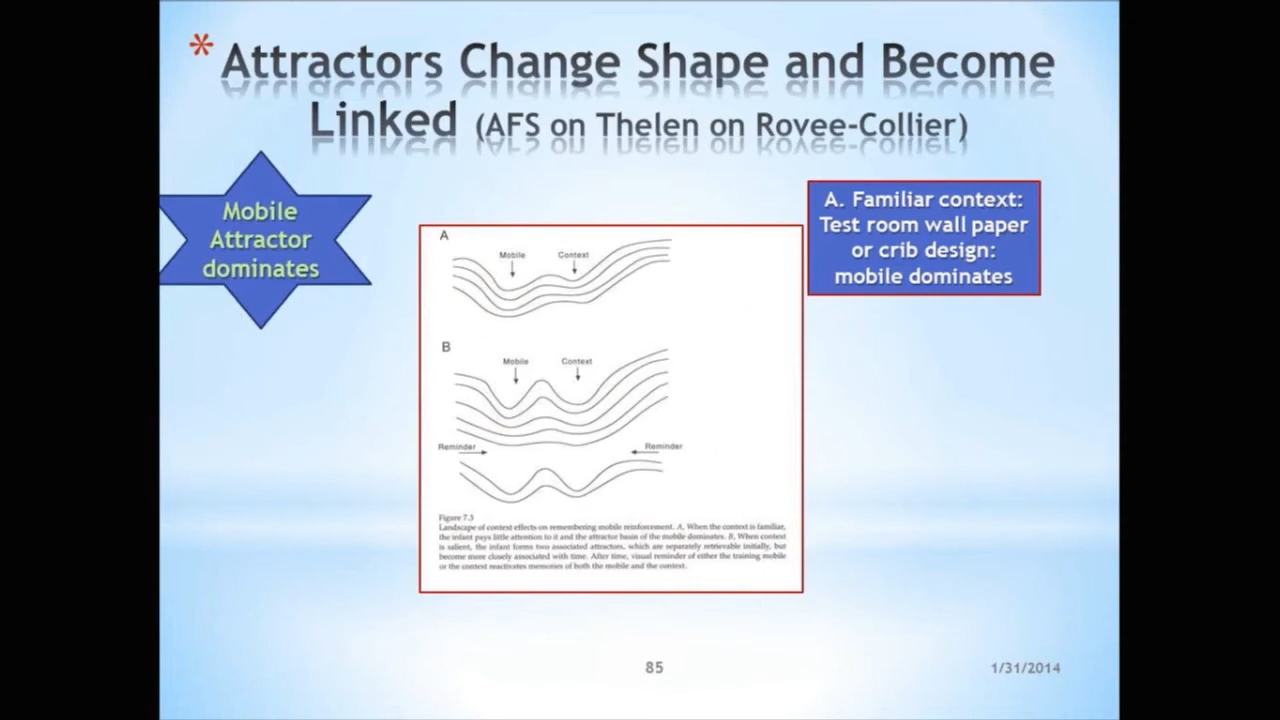 * Attractors Change Shape and Become
Linked (AFS on Thelen on Rovee-Collier)
Mobile
Attractor
dominates
A. Familiar context:
Test room wall paper
or crib design:
mobile dominates
A
Mobile
Context
B
Mobile
Context
Reminder
Reminder
Figure 7.3
Landscape of context effects on remembering mobile reinforcement. A, When the context is familiar,
the infant pays little attention to it and the attractor basin of the mobile dominates. B, When context
is salient, the infant forms two associated attractors, which are separately retrievable initially, but
become more closely associated with time. After time, visual reminder of either the training mobile
or the context reactivates memories of both the mobile and the context.
85
1/31/2014